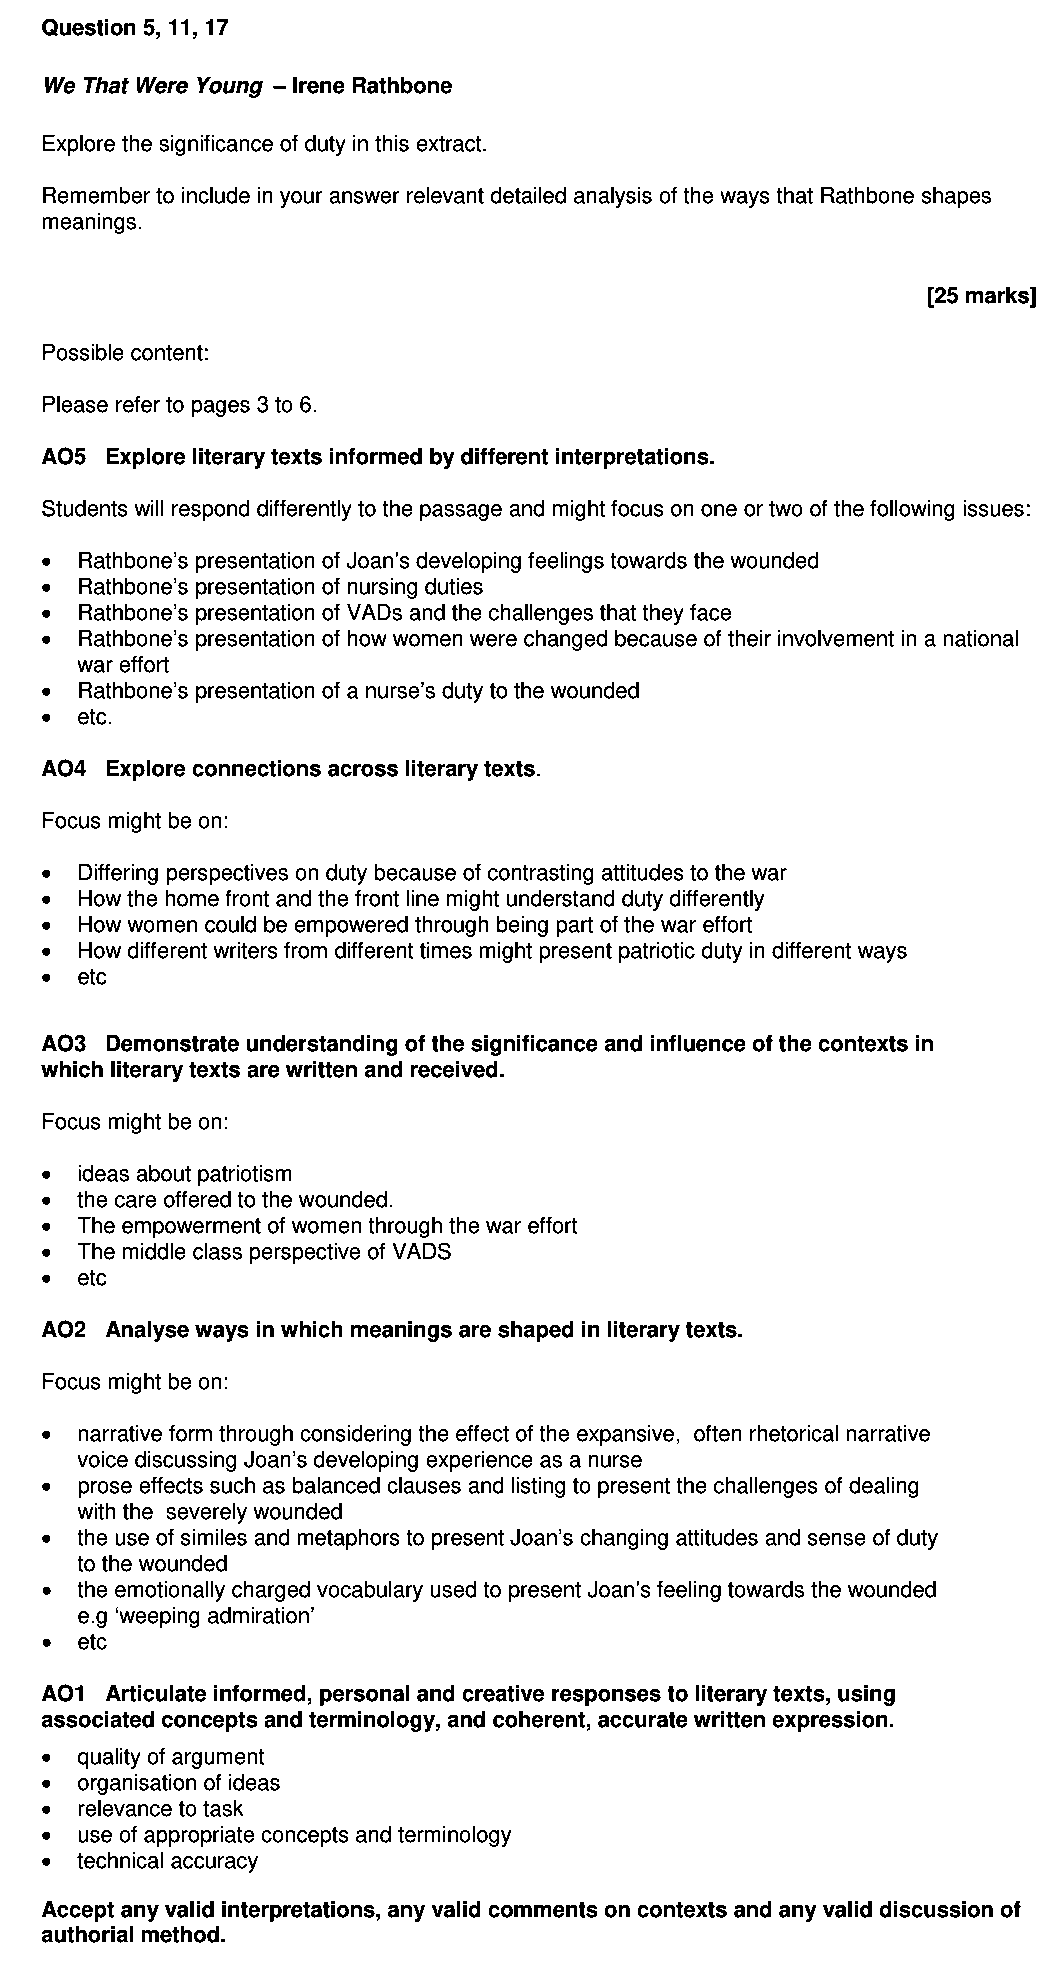 Question 5, 11, 17
We That Were Young – Irene Rathbone
Explore the significance of duty in this extract.
Remember to include in your answer relevant detailed analysis of the ways that Rathbone shapes
meanings.
[25 marks]
Possible content:
Please refer to pages 3 to 6.
AO5 Explore literary texts informed by different interpretations.
Students will respond differently to the passage and might focus on one or two of the following issues:
• Rathbone’s presentation of Joan’s developing feelings towards the wounded
• Rathbone’s presentation of nursing duties
• Rathbone’s presentation of VADs and the challenges that they face
• Rathbone’s presentation of how women were changed because of their involvement in a national
war effort
• Rathbone’s presentation of a nurse’s duty to the wounded
• etc.
AO4 Explore connections across literary texts.
Focus might be on:
• Differing perspectives on duty because of contrasting attitudes to the war
• How the home front and the front line might understand duty differently
• How women could be empowered through being part of the war effort
• How different writers from different times might present patriotic duty in different ways
• etc
AO3 Demonstrate understanding of the significance and influence of the contexts in
which literary texts are written and received.
Focus might be on:
• ideas about patriotism
• the care offered to the wounded.
• The empowerment of women through the war effort
• The middle class perspective of VADS
• etc
AO2 Analyse ways in which meanings are shaped in literary texts.
Focus might be on:
• narrative form through considering the effect of the expansive, often rhetorical narrative
voice discussing Joan’s developing experience as a nurse
• prose effects such as balanced clauses and listing to present the challenges of dealing
with the severely wounded
• the use of similes and metaphors to present Joan’s changing attitudes and sense of duty
to the wounded
• the emotionally charged vocabulary used to present Joan’s feeling towards the wounded
e.g ‘weeping admiration’
• etc
AO1 Articulate informed, personal and creative responses to literary texts, using
associated concepts and terminology, and coherent, accurate written expression.
• quality of argument
• organisation of ideas
• relevance to task
• use of appropriate concepts and terminology
• technical accuracy
Accept any valid interpretations, any valid comments on contexts and any valid discussion of
authorial method.